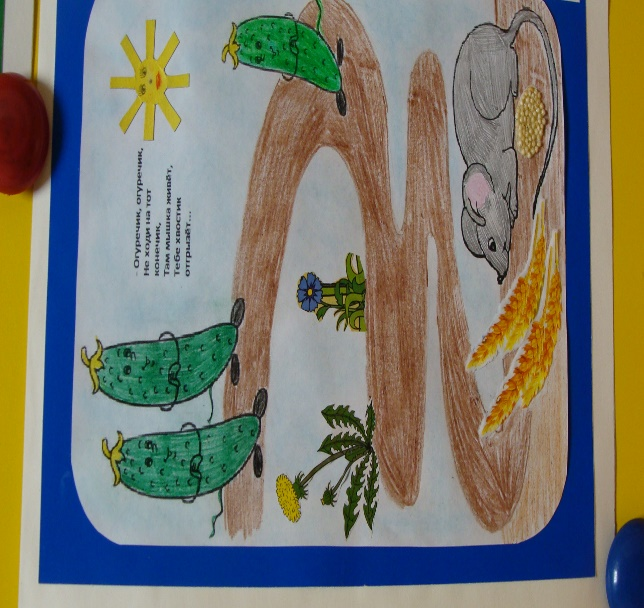 - Огуречик, огуречик,
Не ходи на тот
конечик,
Там мышка живёт,
Тебе хвостик
отгрызёт...